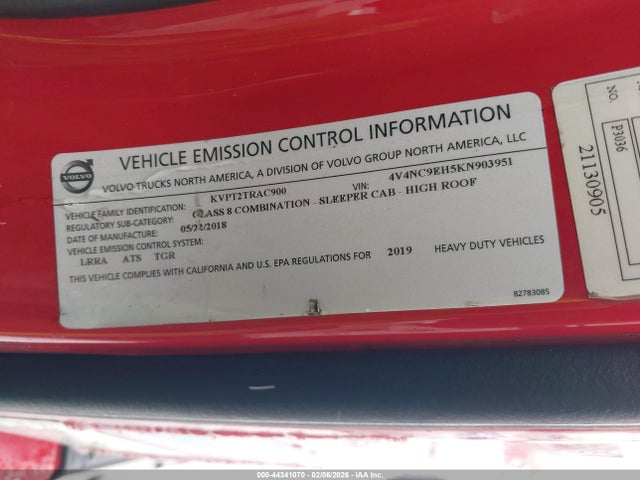 VOLVO
VEHICLE EMISSION CONTROL INFORMATION
VOLVO TRUCKS NORTH AMERICA, A DIVISION OF VOLVO GROUP NORTH AMERICA, LLC
VEHICLE FAMILY IDENTIFICATION: KVPT2TRAC900 VIN: 4V4NC9EH5KN903951
REGULATORY SUB-CATEGORY: CLASS 8 COMBINATION - SLEEPER CAB - HIGH ROOF
DATE OF MANUFACTURE: 05/21/2018
VEHICLE EMISSION CONTROL SYSTEM:
LRRA ATS TGR
THIS VEHICLE COMPLIES WITH CALIFORNIA AND U.S. EPA REGULATIONS FOR 2019 HEAVY DUTY VEHICLES
82783085
NO.
P3036
21130905
000-44341070 - 02/06/2026 - COPART FOR IAA